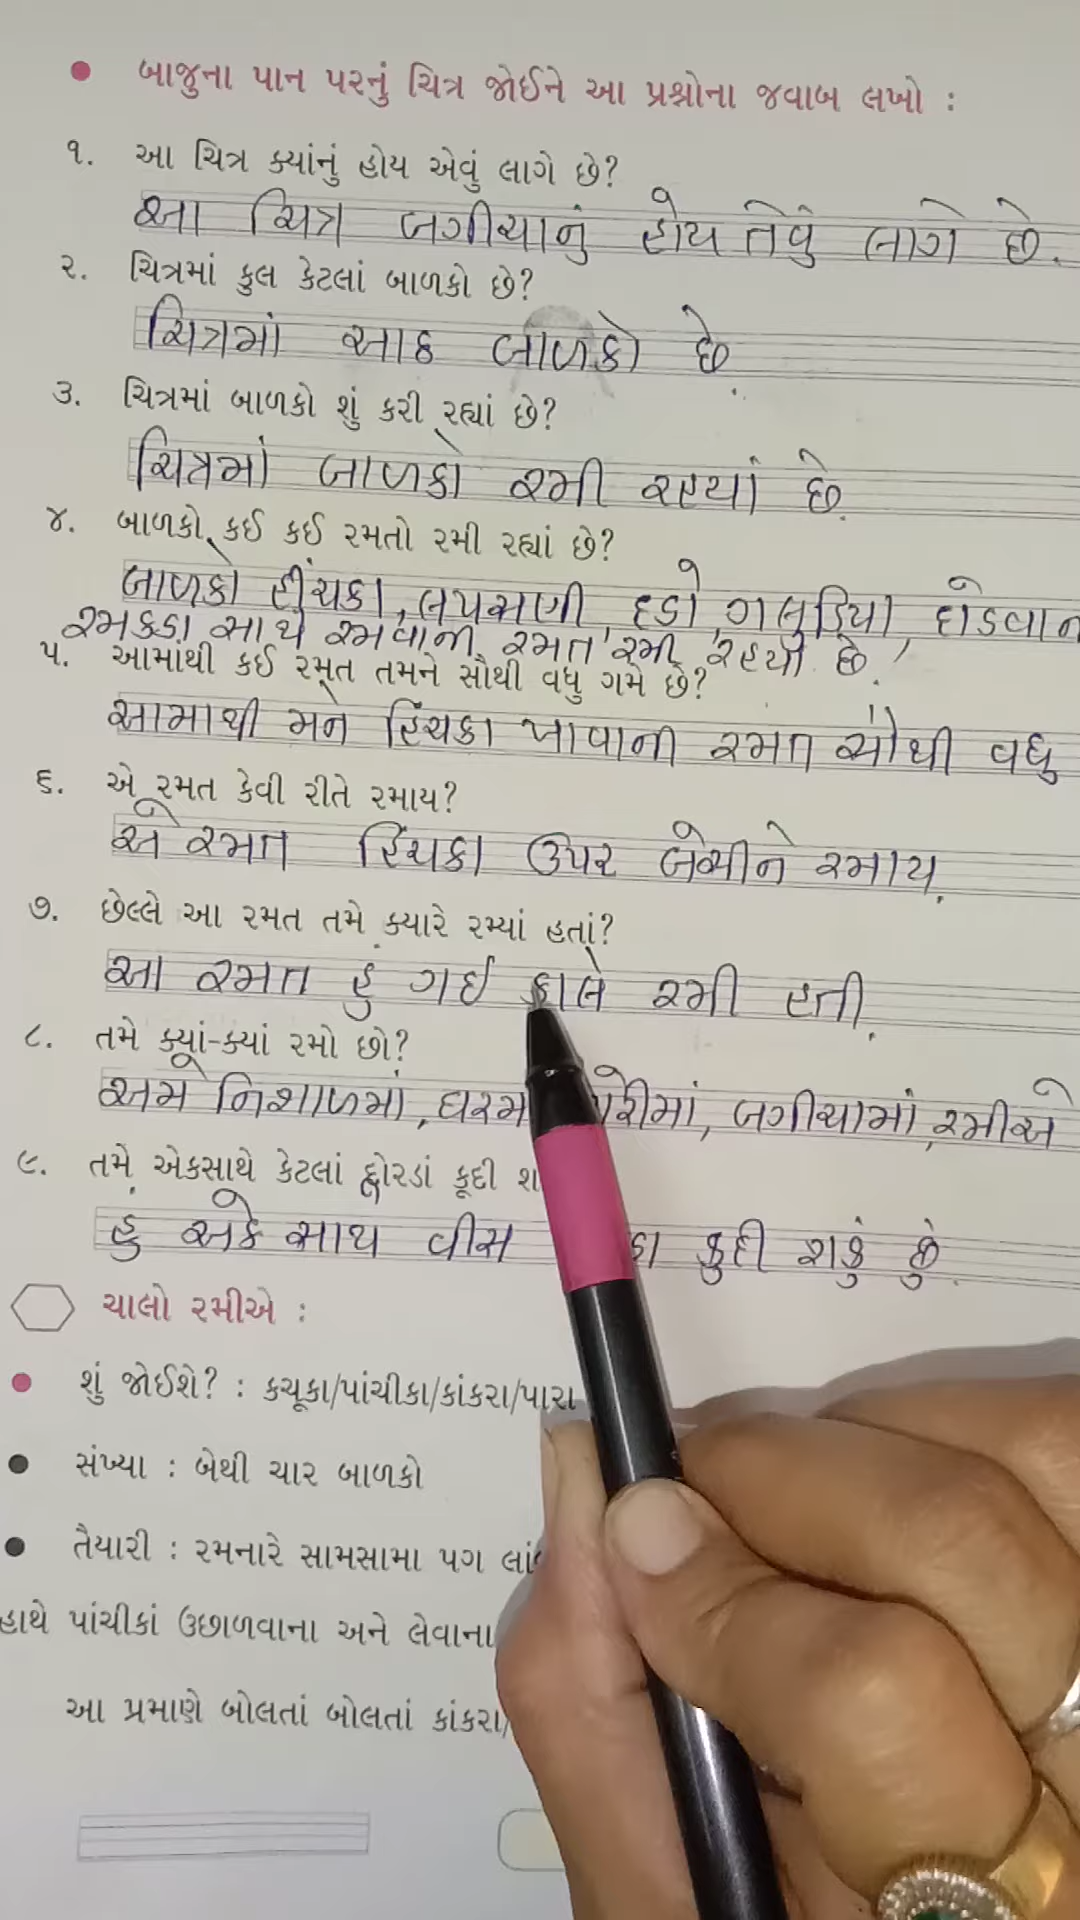 બાજુના પાન પરનું ચિત્ર જોઈને આ પ્રશ્નોના જવાબ લખો :
૧. આ ચિત્ર ક્યાંનું હોય એવું લાગે છે?
આ ચિત્ર બગીચાનું હોય તેવું લાગે છે.
૨. ચિત્રમાં કુલ કેટલાં બાળકો છે?
ચિત્રમાં આઠ બાળકો છે.
૩. ચિત્રમાં બાળકો શું કરી રહ્યાં છે?
ચિત્રમાં બાળકો રમી રહયાં છે.
૪. બાળકો કઈ કઈ રમતો રમી રહ્યાં છે?
બાળકો હીંચકા, લપસણી, દડો, ગલુડિયા, દોડવાન
રમકડા સાથે રમવાની રમત રમી રહયા છે.
૫. આમાંથી કઈ રમત તમને સૌથી વધુ ગમે છે?
આમાથી મને હિંચકા ખાવાની રમત સૌથી વધુ
૬. એ રમત કેવી રીતે રમાય?
એ રમત હિંચકા ઉપર બેસીને રમાય.
૭. છેલ્લે આ રમત તમે ક્યારે રમ્યાં હતાં?
આ રમત હું ગઈ કાલે રમી હતી.
૮. તમે ક્યાં-ક્યાં રમો છો?
અમે નિશાળમાં, ઘરમ રીમાં, બગીચામાં, રમીએ
૯. તમે એકસાથે કેટલાં દોરડાં કૂદી શ
હું એક સાથે વીસ કુદી શકું છું.
ચાલો રમીએ :
શું જોઈશે? : કચૂકા/પાંચીકા/કાંકરા/પારા
સંખ્યા : બેથી ચાર બાળકો
તૈયારી : રમનારે સામસામા પગ
હાથે પાંચીકાં ઉછાળવાના અને લેવાના
આ પ્રમાણે બોલતાં બોલતાં કાંકરા/